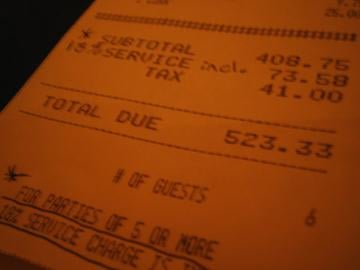 SUBTOTAL 408.75
* 18% SERVICE incl. 73.58
TAX 41.00
TOTAL DUE 523.33
# OF GUESTS 6
* FOR PARTIES OF 6 OR MORE
18% SERVICE CHARGE IS